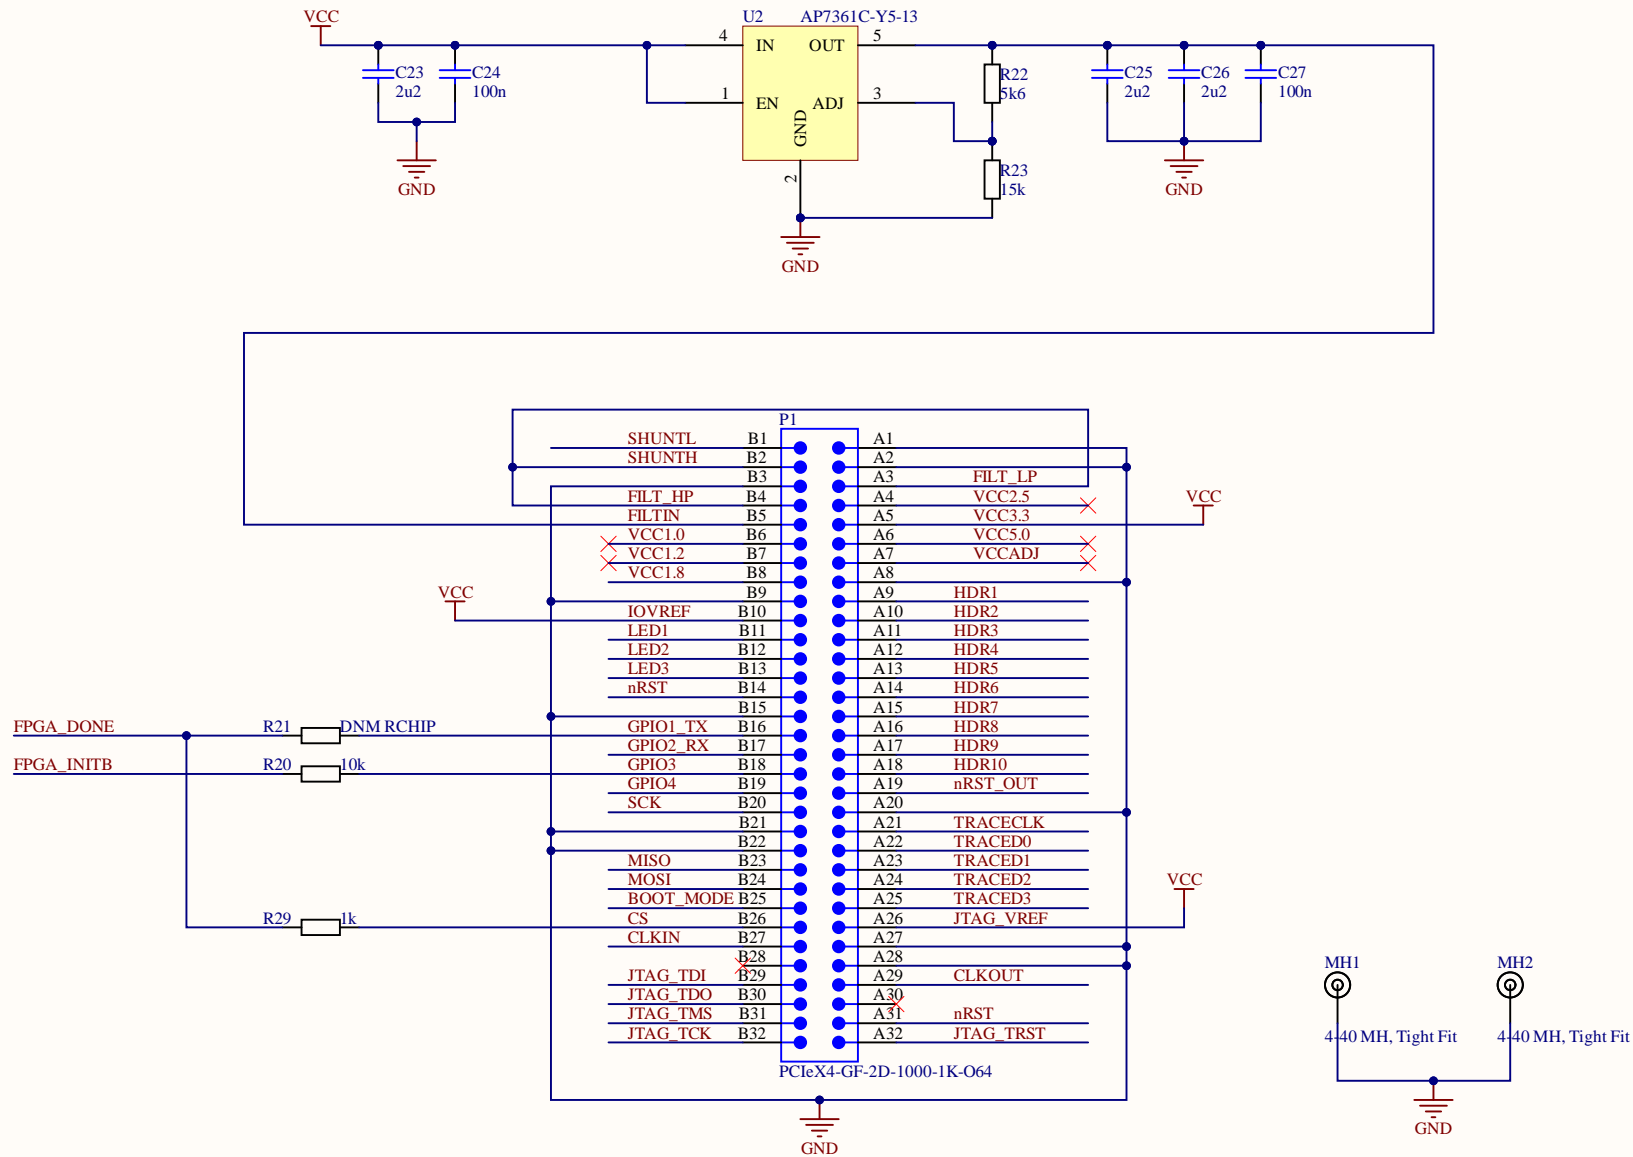 VCC
U2
AP7361C-Y5-13
4
IN
OUT
5
1
EN
ADJ
3
GND
2
C23
2u2
C24
100n
GND
R22
5k6
R23
15k
GND
C25
2u2
C26
2u2
C27
100n
GND
P1
SHUNTL B1 A1
SHUNTH B2 A2
B3 A3 FILT_LP
FILT_HP B4 A4 VCC2.5
FILTIN B5 A5 VCC3.3
VCC
VCC1.0 B6 A6 VCC5.0
VCC1.2 B7 A7 VCCADJ
VCC1.8 B8 A8
VCC
B9 A9 HDR1
IOVREF B10 A10 HDR2
LED1 B11 A11 HDR3
LED2 B12 A12 HDR4
LED3 B13 A13 HDR5
nRST B14 A14 HDR6
B15 A15 HDR7
FPGA_DONE R21 DNM RCHIP GPIO1_TX B16 A16 HDR8
GPIO2_RX B17 A17 HDR9
FPGA_INITB R20 10k GPIO3 B18 A18 HDR10
GPIO4 B19 A19 nRST_OUT
SCK B20 A20
B21 A21 TRACECLK
B22 A22 TRACED0
MISO B23 A23 TRACED1
MOSI B24 A24 TRACED2
VCC
BOOT_MODE B25 A25 TRACED3
R29 1k CS B26 A26 JTAG_VREF
CLKIN B27 A27
B28 A28
JTAG_TDI B29 A29 CLKOUT
JTAG_TDO B30 A30
JTAG_TMS B31 A31 nRST
JTAG_TCK B32 A32 JTAG_TRST
PCIeX4-GF-2D-1000-1K-O64
GND
MH1
4-40 MH, Tight Fit
MH2
4-40 MH, Tight Fit
GND